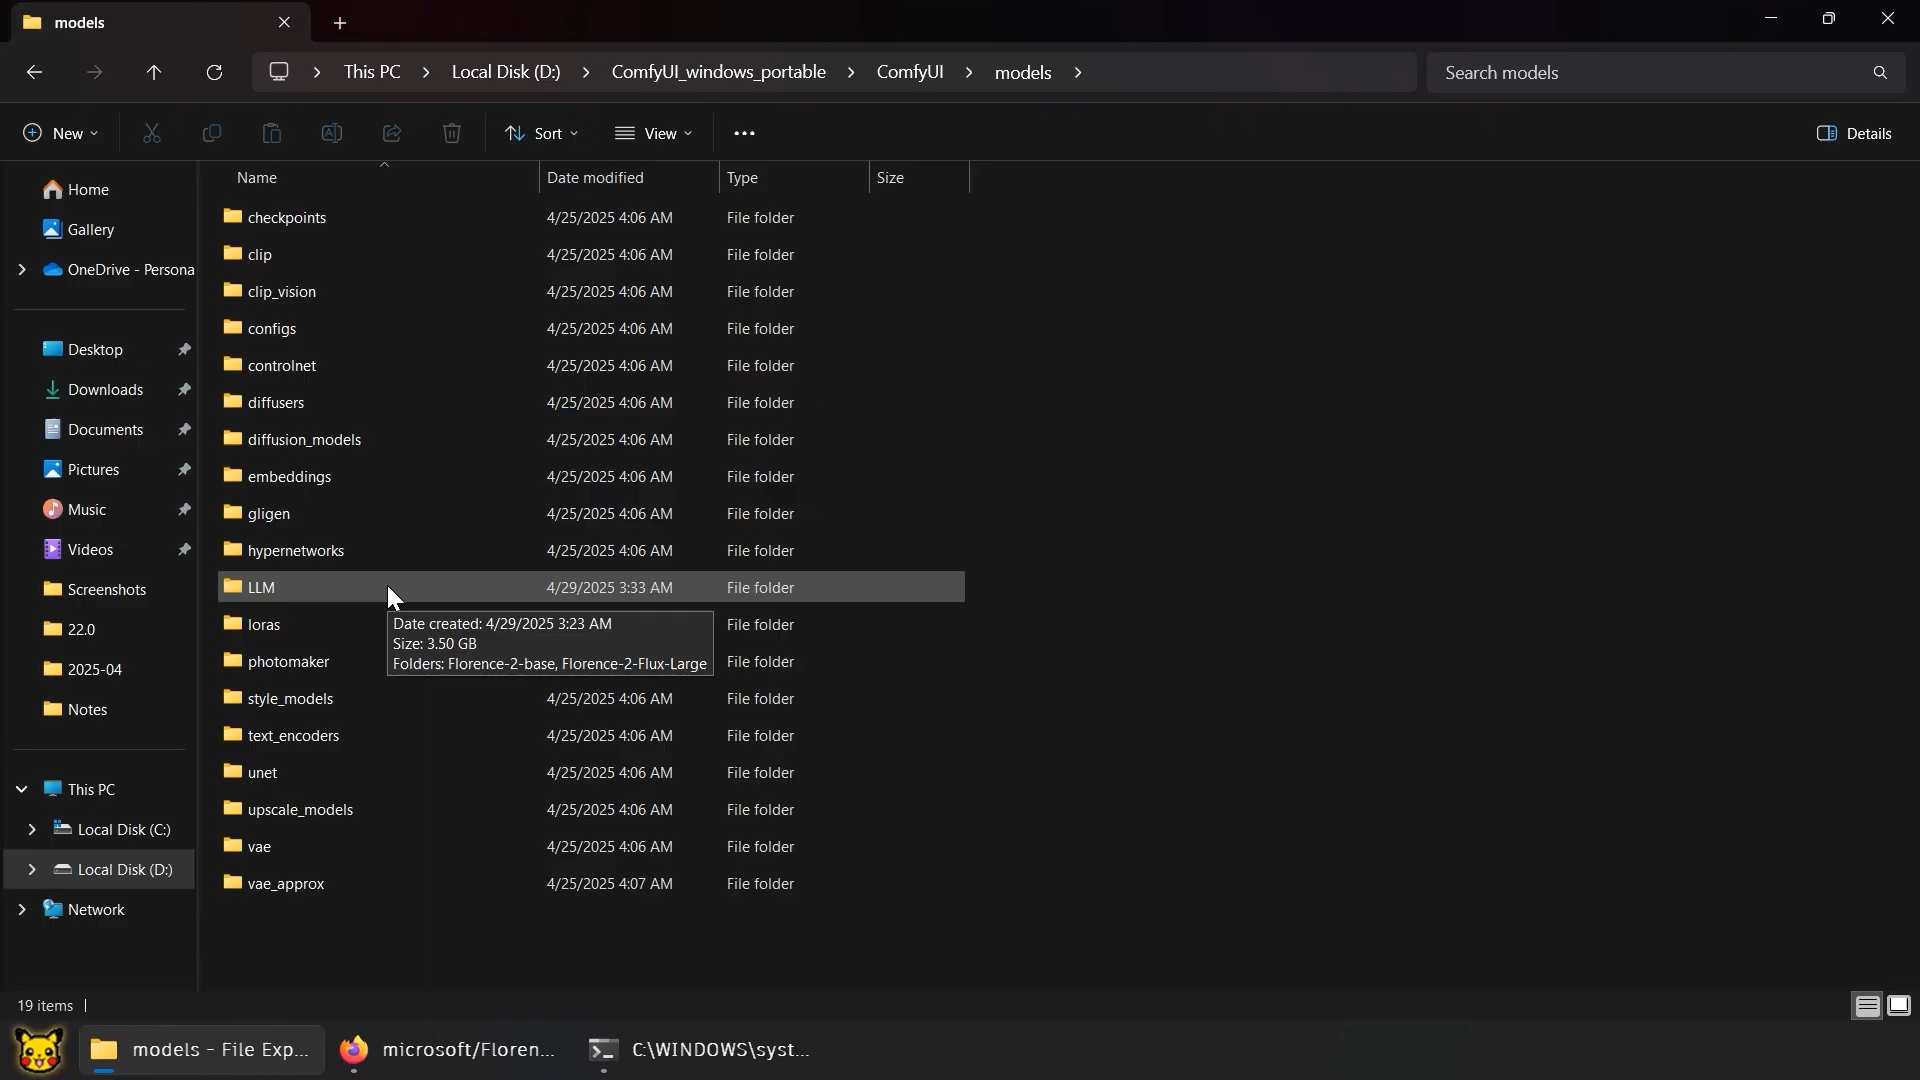 models
This PC
Local Disk (D:)
ComfyUI_windows_portable
ComfyUI
models
Search models
New
Sort
View
Details
Name
Date modified
Type
Size
Home
Gallery
OneDrive - Persona
Desktop
Downloads
Documents
Pictures
Music
Videos
Screenshots
22.0
2025-04
Notes
This PC
Local Disk (C:)
Local Disk (D:)
Network
checkpoints 4/25/2025 4:06 AM File folder
clip 4/25/2025 4:06 AM File folder
clip_vision 4/25/2025 4:06 AM File folder
configs 4/25/2025 4:06 AM File folder
controlnet 4/25/2025 4:06 AM File folder
diffusers 4/25/2025 4:06 AM File folder
diffusion_models 4/25/2025 4:06 AM File folder
embeddings 4/25/2025 4:06 AM File folder
gligen 4/25/2025 4:06 AM File folder
hypernetworks 4/25/2025 4:06 AM File folder
LLM 4/29/2025 3:33 AM File folder
loras File folder
photomaker File folder
Date created: 4/29/2025 3:23 AM
Size: 3.50 GB
Folders: Florence-2-base, Florence-2-Flux-Large
style_models 4/25/2025 4:06 AM File folder
text_encoders 4/25/2025 4:06 AM File folder
unet 4/25/2025 4:06 AM File folder
upscale_models 4/25/2025 4:06 AM File folder
vae 4/25/2025 4:06 AM File folder
vae_approx 4/25/2025 4:07 AM File folder
19 items
models - File Exp...
microsoft/Floren...
C:\WINDOWS\syst...